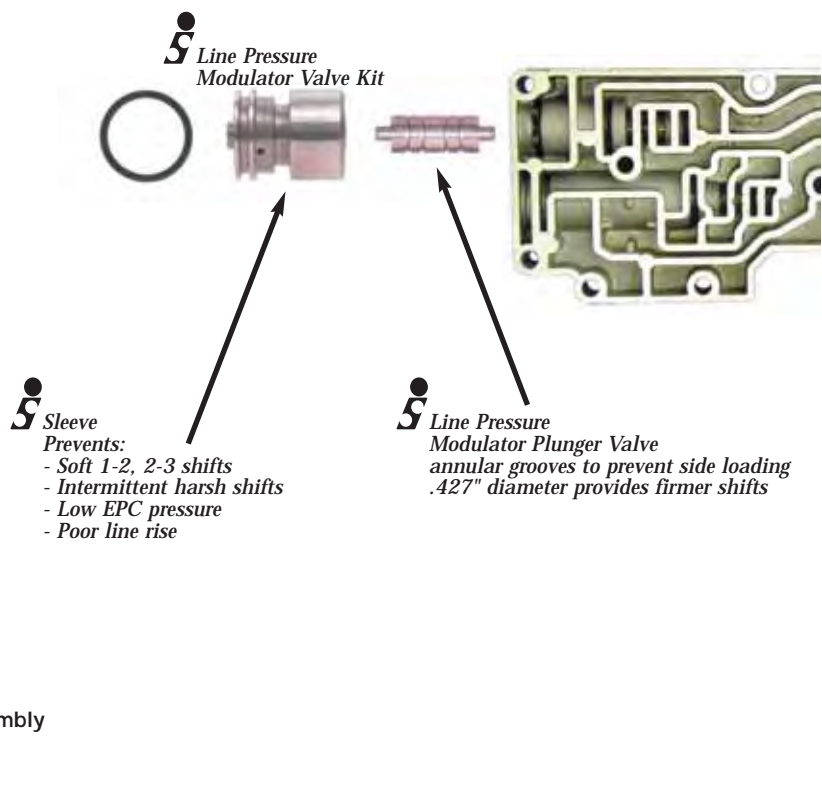 Line Pressure
Modulator Valve Kit
Sleeve
Prevents:
- Soft 1-2, 2-3 shifts
- Intermittent harsh shifts
- Low EPC pressure
- Poor line rise
Line Pressure
Modulator Plunger Valve
annular grooves to prevent side loading
.427" diameter provides firmer shifts
mbly